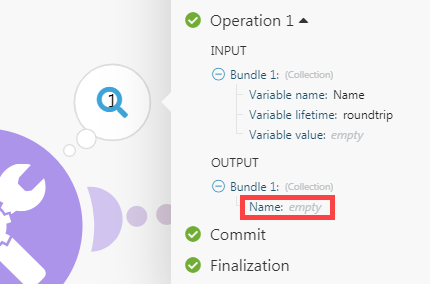 Operation 1
1
INPUT
Bundle 1: (Collection)
Variable name: Name
Variable lifetime: roundtrip
Variable value: empty
OUTPUT
Bundle 1: (Collection)
Name: empty
Commit
Finalization